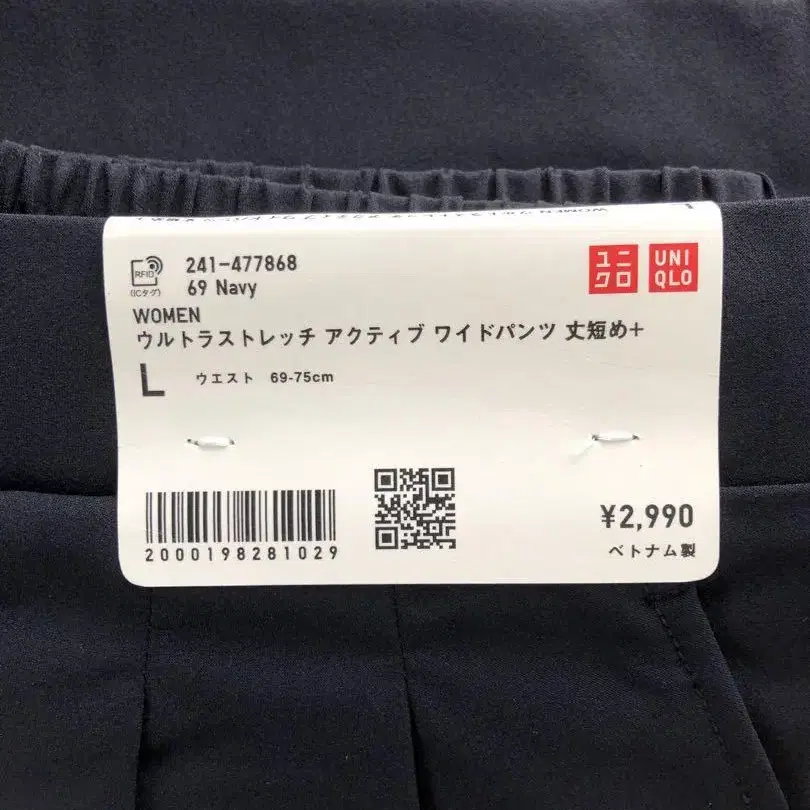 RFID
(ICタグ)
241-477868
69 Navy
ユニ
クロ
UNI
QLO
WOMEN
ウルトラストレッチ アクティブ ワイドパンツ 丈短め+
L
ウエスト 69-75cm
2000198281029
¥2,990
ベトナム製